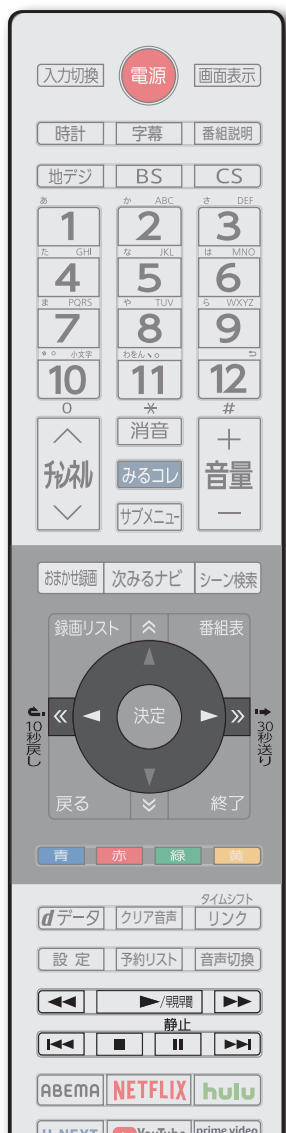 入力切換 電源 画面表示
時計 字幕 番組説明
地デジ BS CS
あ か ABC さ DEF
1 2 3
た GHI な JKL は MNO
4 5 6
ま PQRS や TUV ら WXYZ
7 8 9
゛゜ 小文字 わをん、。
10 11 12
0 * #
消音
チャンネル みるコレ + 音量 −
サブメニュー
おまかせ録画 次みるナビ シーン検索
録画リスト 番組表
10秒戻し 決定 30秒送り
戻る 終了
青 赤 緑 黄
タイムシフト
dデータ クリア音声 リンク
設定 予約リスト 音声切換
/早見早聞
静止
ABEMA NETFLIX hulu
U-NEXT YouTube prime video